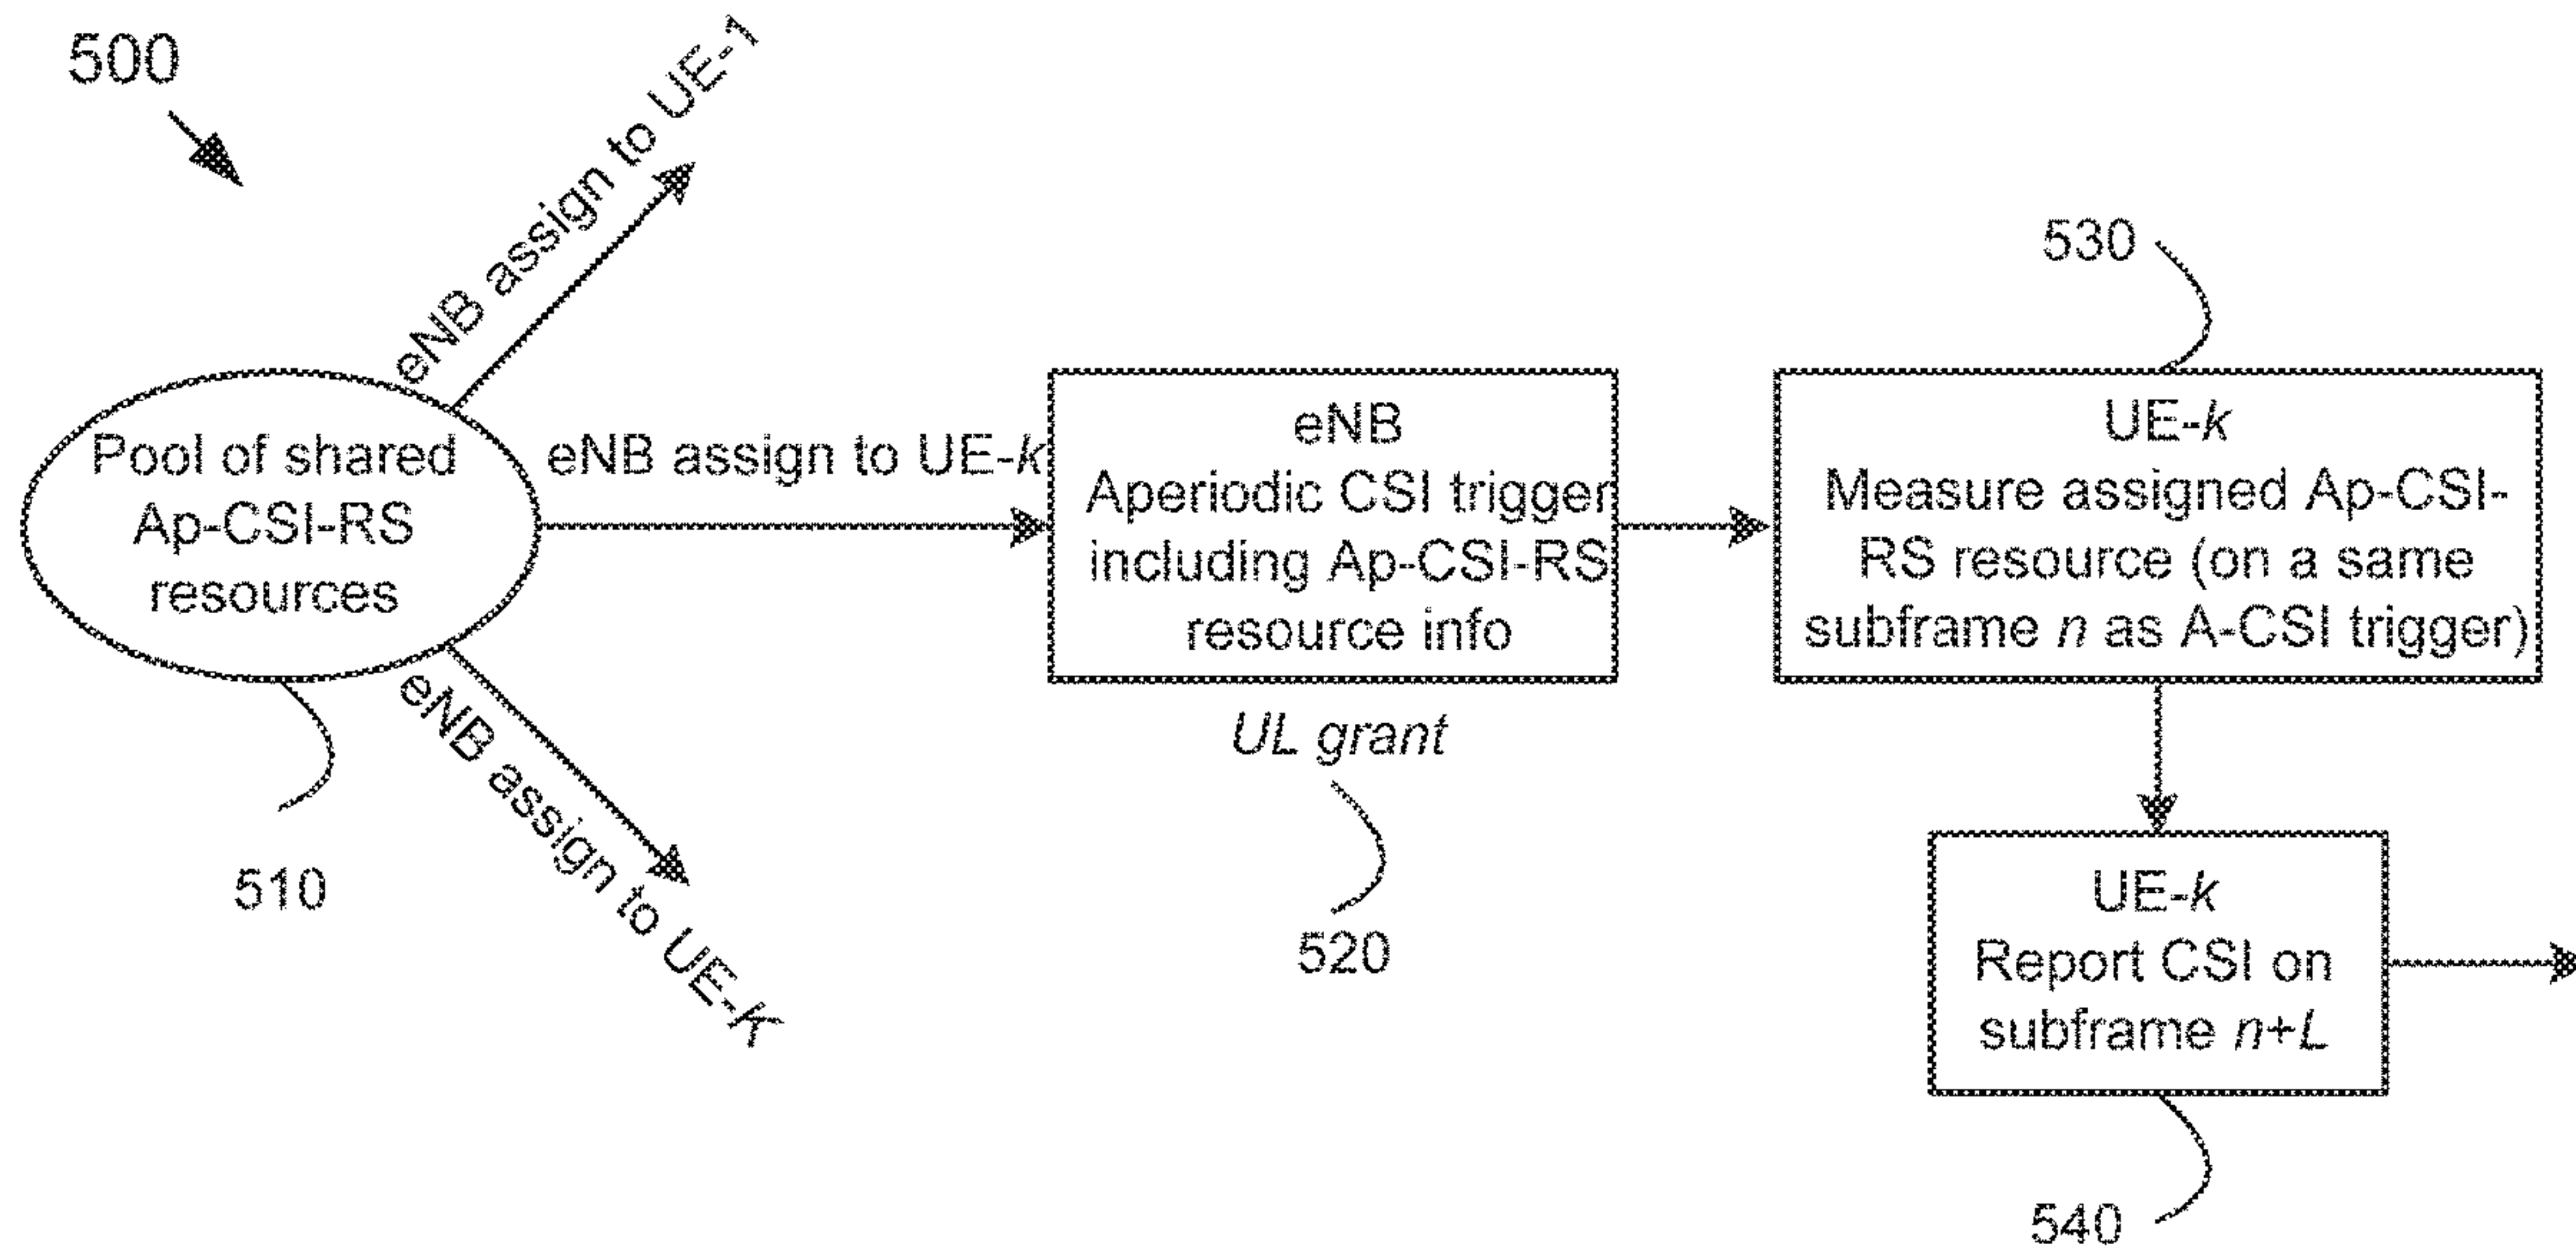 500
eNB assign to UE-1
Pool of shared
Ap-CSI-RS
resources
510
eNB assign to UE-k
eNB assign to UE-K
eNB
Aperiodic CSI trigger
including Ap-CSI-RS
resource info
UL grant
520
530
UE-k
Measure assigned Ap-CSI-
RS resource (on a same
subframe n as A-CSI trigger)
UE-k
Report CSI on
subframe n+L
540